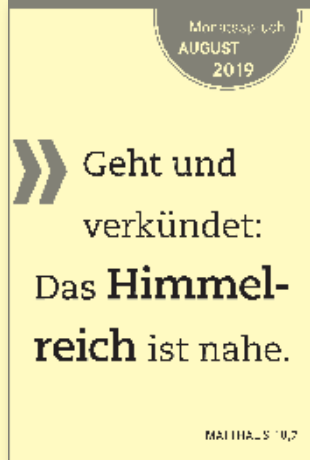 Monatsspruch
AUGUST
2019
» Geht und
verkündet:
Das Himmel-
reich ist nahe.
MATTHÄUS 10,7